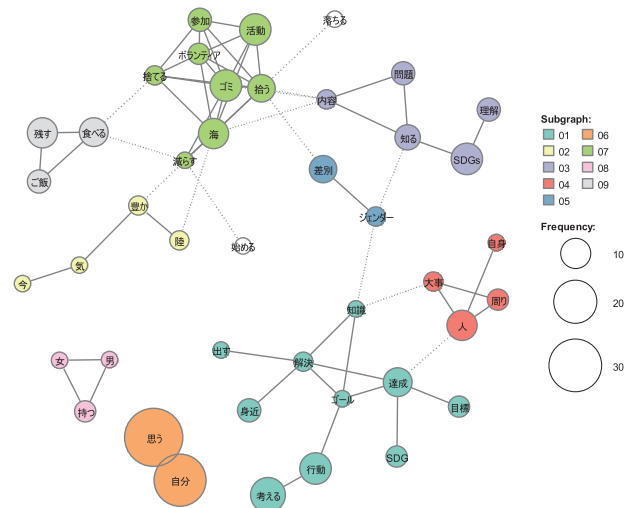 落ちる
参加
活動
ボランティア
捨てる
ゴミ
拾う
内容
問題
理解
知る
SDGs
残す
食べる
海
減らす
差別
ご飯
豊か
ジェンダー
陸
始める
気
今
自身
大事
周り
人
知識
出す
解決
達成
女
男
持つ
身近
ゴール
目標
思う
自分
SDG
行動
考える
Subgraph:
01 06
02 07
03 08
04 09
05
Frequency:
10
20
30